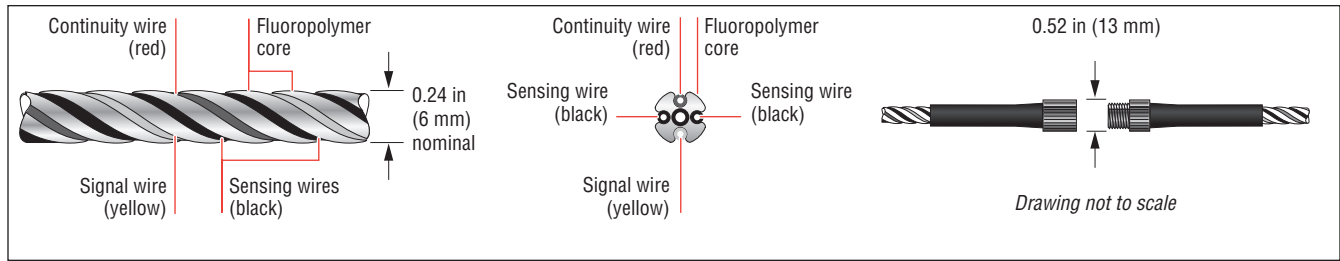 Continuity wire
(red)
Fluoropolymer
core
0.24 in
(6 mm)
nominal
Signal wire
(yellow)
Sensing wires
(black)
Continuity wire
(red)
Fluoropolymer
core
Sensing wire
(black)
Sensing wire
(black)
Signal wire
(yellow)
0.52 in (13 mm)
Drawing not to scale